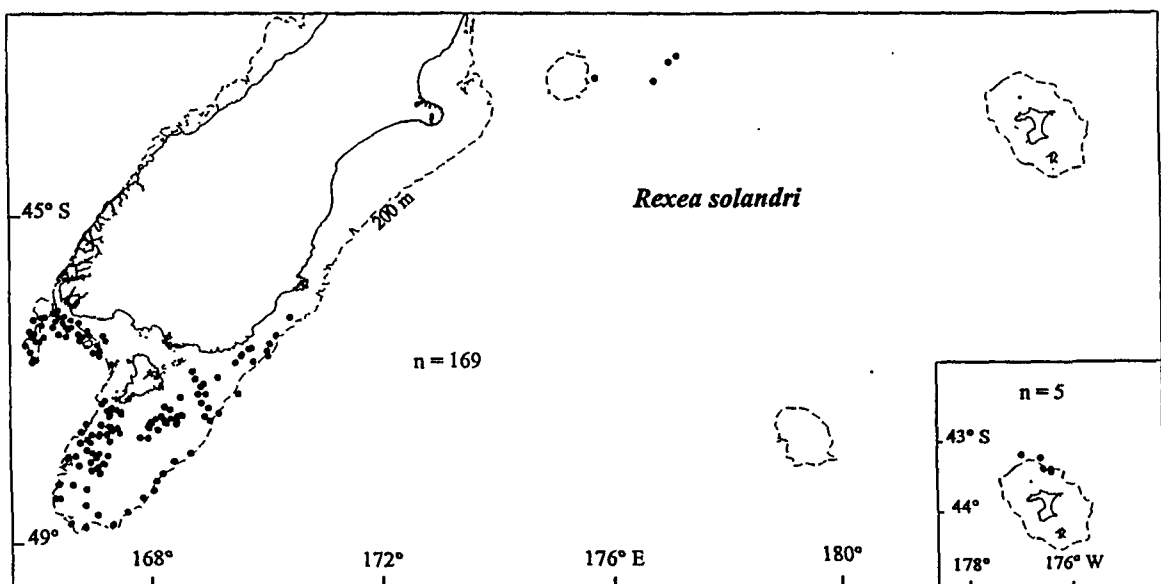 45° S
200 m
Rexea solandri
n = 169
n = 5
43° S
44°
49°
168°
172°
176° E
180°
178°
176° W